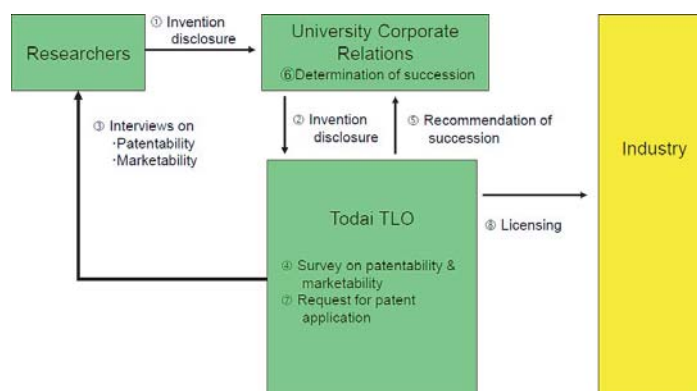 ① Invention
disclosure
Researchers
University Corporate
Relations
⑥Determination of succession
③ Interviews on
・Patentability
・Marketability
② Invention
disclosure
⑤ Recommendation of
succession
Industry
Todai TLO
⑧ Licensing
④ Survey on patentability &
marketability
⑦ Request for patent
application